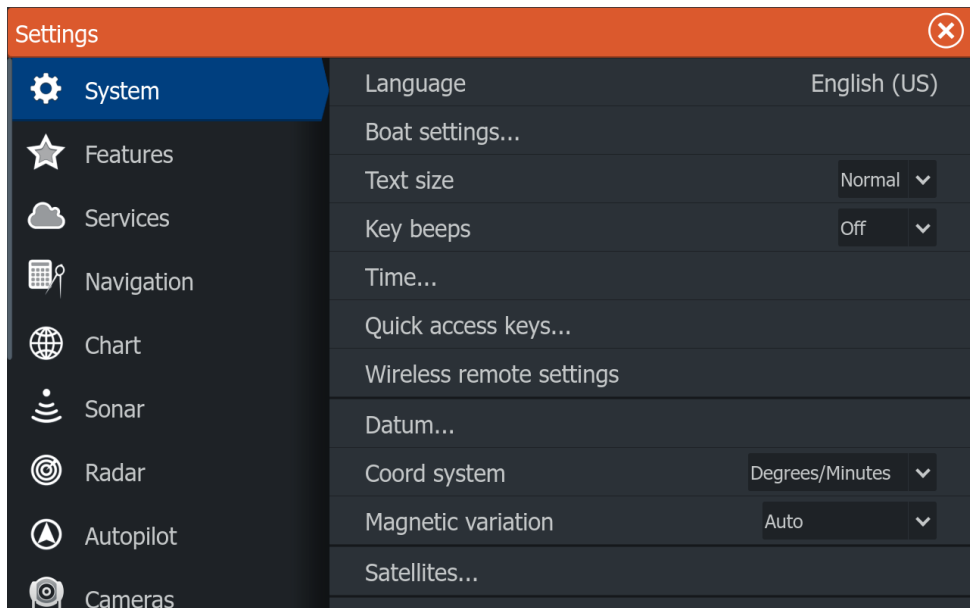 Settings
System
Features
Services
Navigation
Chart
Sonar
Radar
Autopilot
Cameras
Language English (US)
Boat settings...
Text size Normal
Key beeps Off
Time...
Quick access keys...
Wireless remote settings
Datum...
Coord system Degrees/Minutes
Magnetic variation Auto
Satellites...